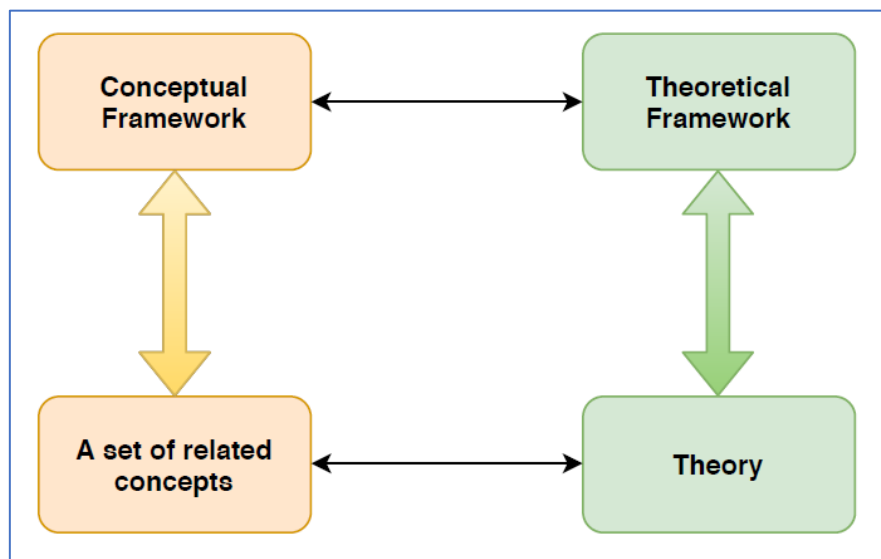 Conceptual
Framework
Theoretical
Framework
A set of related
concepts
Theory